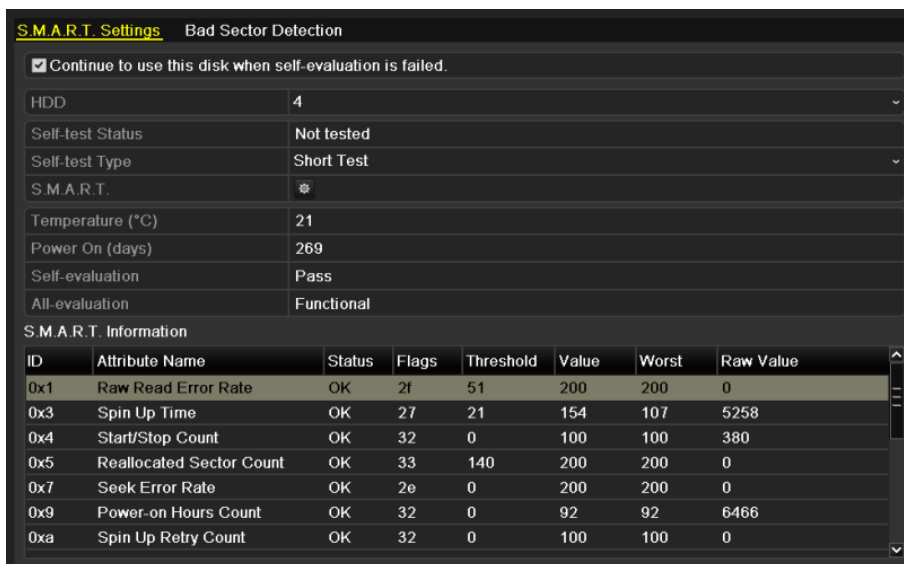 S.M.A.R.T. Settings Bad Sector Detection
Continue to use this disk when self-evaluation is failed.
HDD 4
Self-test Status Not tested
Self-test Type Short Test
S.M.A.R.T.
Temperature (°C) 21
Power On (days) 269
Self-evaluation Pass
All-evaluation Functional
S.M.A.R.T. Information
ID Attribute Name Status Flags Threshold Value Worst Raw Value
0x1 Raw Read Error Rate OK 2f 51 200 200 0
0x3 Spin Up Time OK 27 21 154 107 5258
0x4 Start/Stop Count OK 32 0 100 100 380
0x5 Reallocated Sector Count OK 33 140 200 200 0
0x7 Seek Error Rate OK 2e 0 200 200 0
0x9 Power-on Hours Count OK 32 0 92 92 6466
0xa Spin Up Retry Count OK 32 0 100 100 0